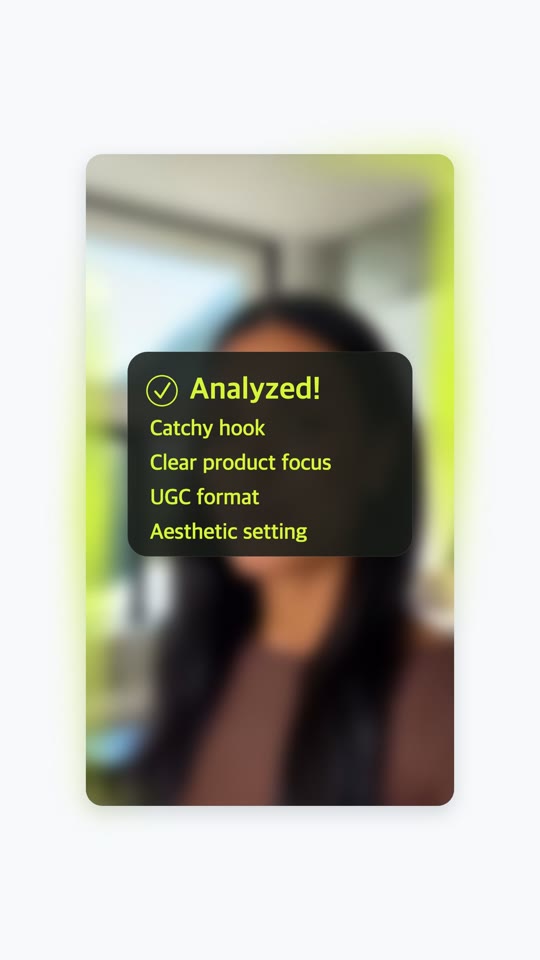 Analyzed!
Catchy hook
Clear product focus
UGC format
Aesthetic setting